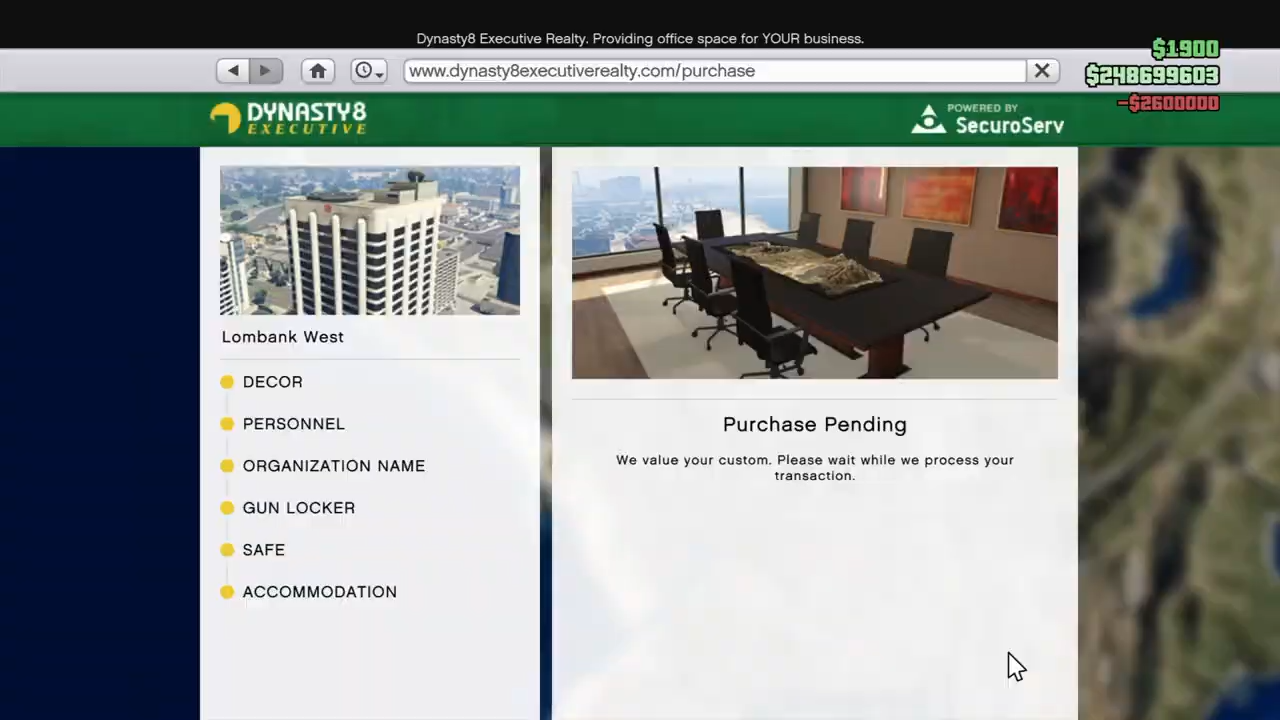 Dynasty8 Executive Realty. Providing office space for YOUR business.
$1900
www.dynasty8executiverealty.com/purchase
$248699603
-$2600000
DYNASTY8
EXECUTIVE
POWERED BY
SecuroServ
Lombank West
DECOR
PERSONNEL
ORGANIZATION NAME
GUN LOCKER
SAFE
ACCOMMODATION
Purchase Pending
We value your custom. Please wait while we process your
transaction.